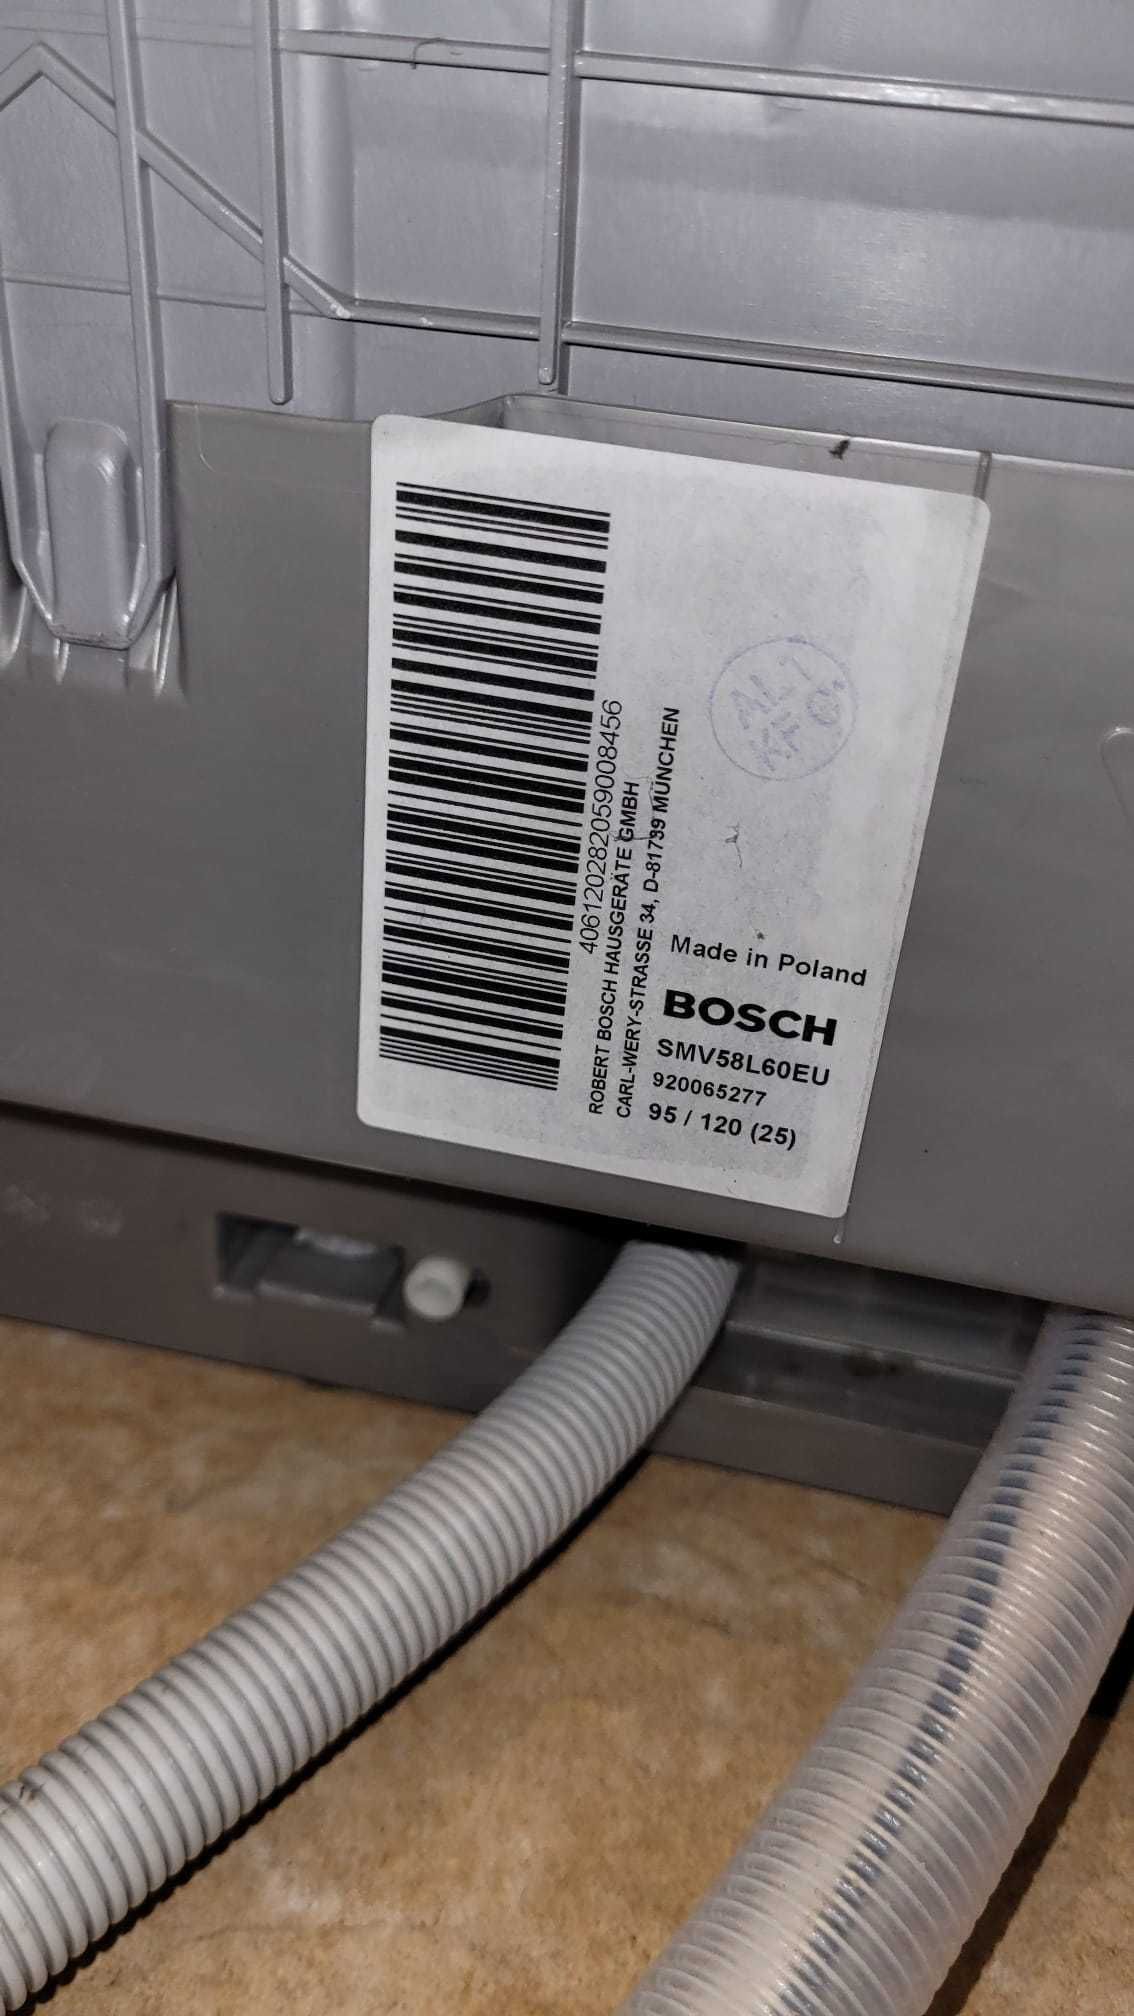 406120282059008456
ROBERT BOSCH HAUSGERÄTE GMBH
CARL-WERY-STRASSE 34, D-81739 MÜNCHEN
Made in Poland
BOSCH
SMV58L60EU
920065277
95 / 120 (25)